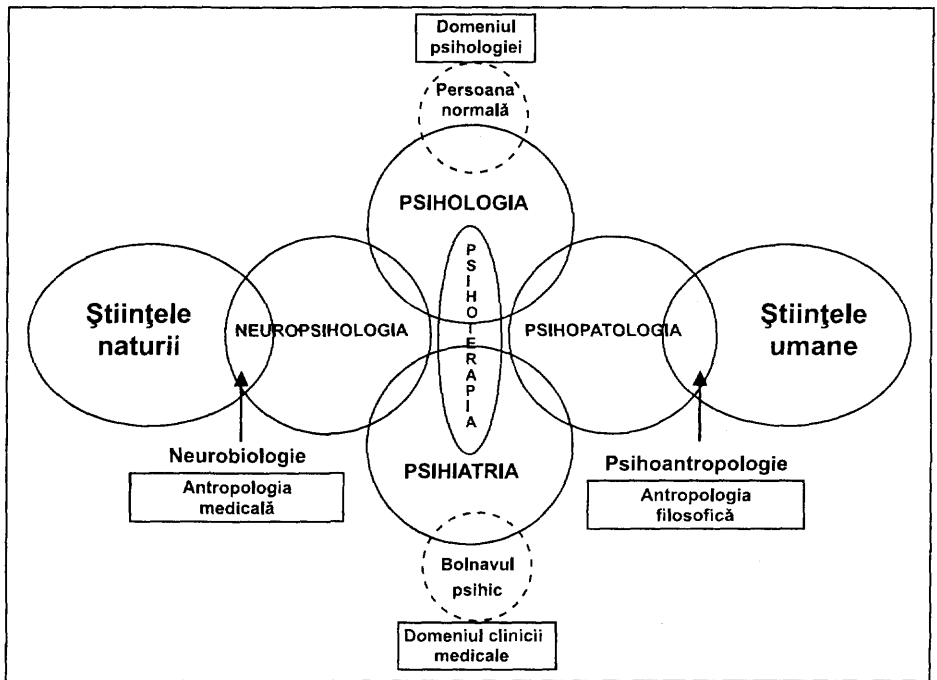 Domeniul
psihologiei
Persoana
normală
PSIHOLOGIA
PSIHOTERAPIA
Ştiinţele
naturii
NEUROPSIHOLOGIA
PSIHOPATOLOGIA
Ştiinţele
umane
Neurobiologie
Antropologia
medicală
PSIHIATRIA
Psihoantropologie
Antropologia
filosofică
Bolnavul
psihic
Domeniul clinicii
medicale